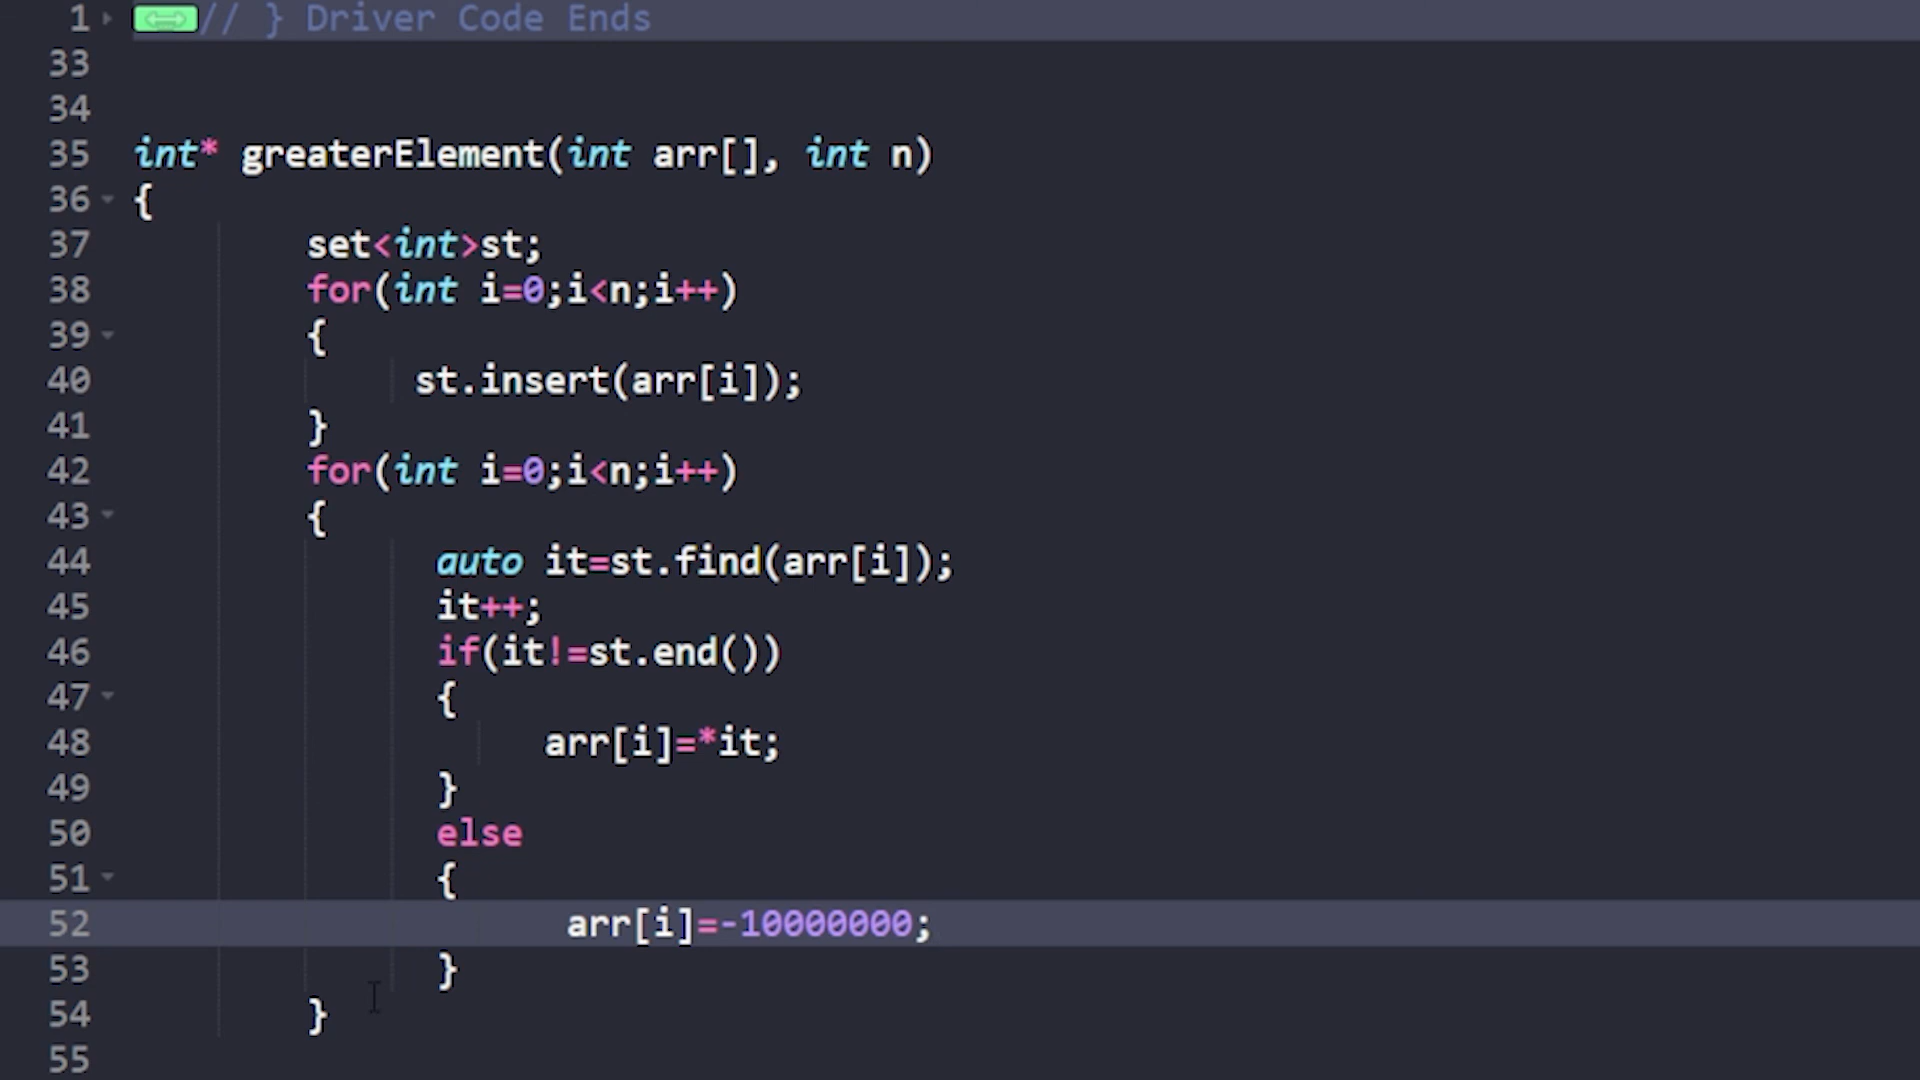 1 // } Driver Code Ends
33
34
35 int* greaterElement(int arr[], int n)
36 {
37 set<int>st;
38 for(int i=0;i<n;i++)
39 {
40 st.insert(arr[i]);
41 }
42 for(int i=0;i<n;i++)
43 {
44 auto it=st.find(arr[i]);
45 it++;
46 if(it!=st.end())
47 {
48 arr[i]=*it;
49 }
50 else
51 {
52 arr[i]=-10000000;
53 }
54 }
55